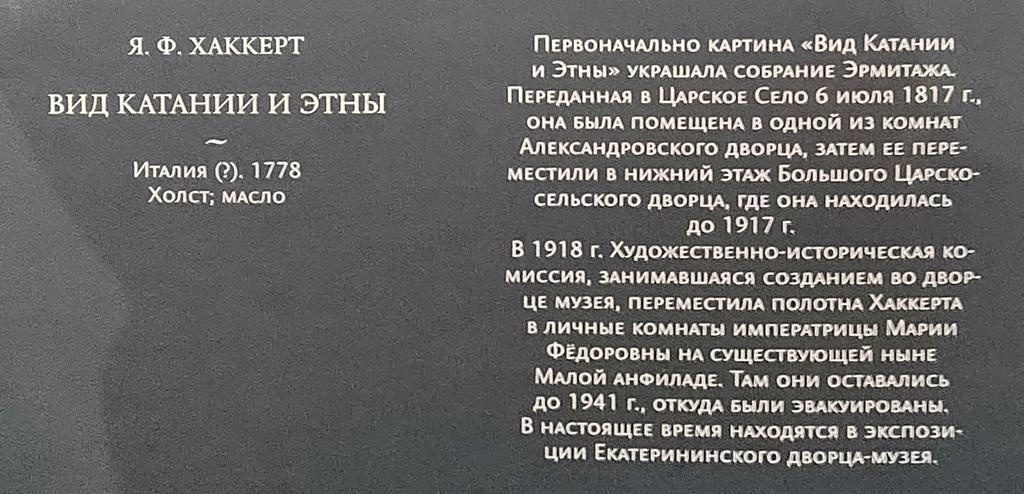 Я. Ф. ХАККЕРТ
ВИД КАТАНИИ И ЭТНЫ
~
Италия (?). 1778
Холст; масло
Первоначально картина «Вид Катании
и Этны» украшала собрание Эрмитажа.
Переданная в Царское Село 6 июля 1817 г.,
она была помещена в одной из комнат
Александровского дворца, затем ее пере-
местили в нижний этаж Большого Царско-
сельского дворца, где она находилась
до 1917 г.
В 1918 г. Художественно-историческая ко-
миссия, занимавшаяся созданием во двор-
це музея, переместила полотна Хаккерта
в личные комнаты императрицы Марии
Фёдоровны на существующей ныне
Малой анфиладе. Там они оставались
до 1941 г., откуда были эвакуированы.
В настоящее время находятся в экспози-
ции Екатерининского дворца-музея.